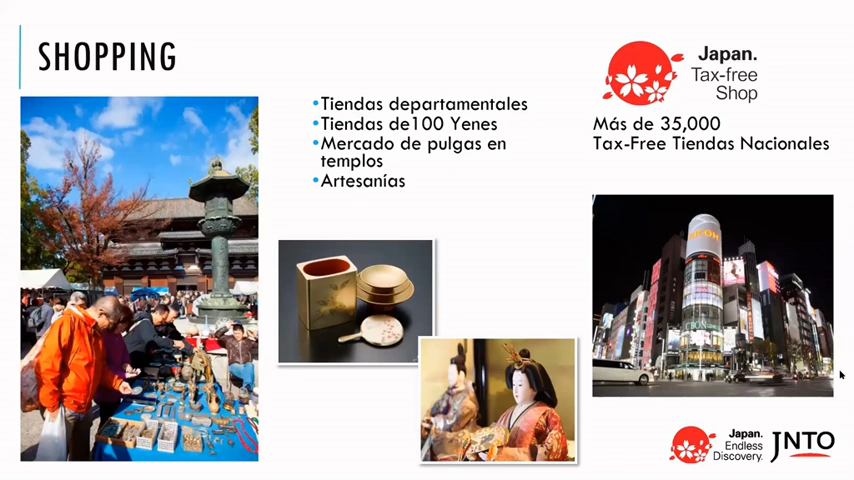 SHOPPING
•Tiendas departamentales
•Tiendas de100 Yenes
•Mercado de pulgas en
templos
•Artesanías
Japan.
Tax-free
Shop
Más de 35,000
Tax-Free Tiendas Nacionales
RICOH
Japan.
Endless
Discovery.
JNTO